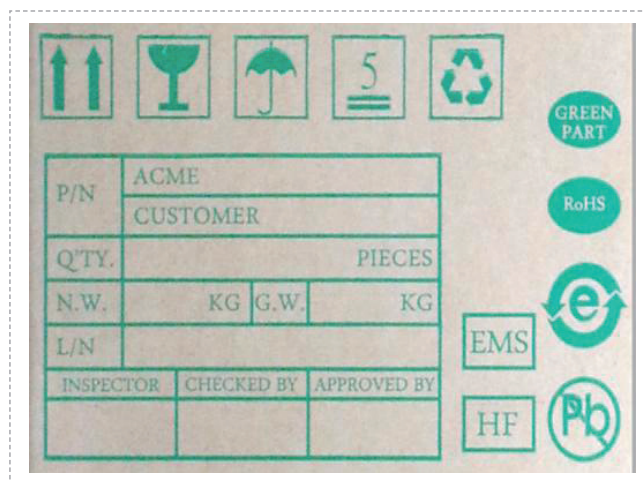 5
GREEN
PART
P/N
ACME
CUSTOMER
RoHS
Q'TY.
PIECES
N.W.
KG
G.W.
KG
e
L/N
EMS
INSPECTOR
CHECKED BY
APPROVED BY
HF
Pb